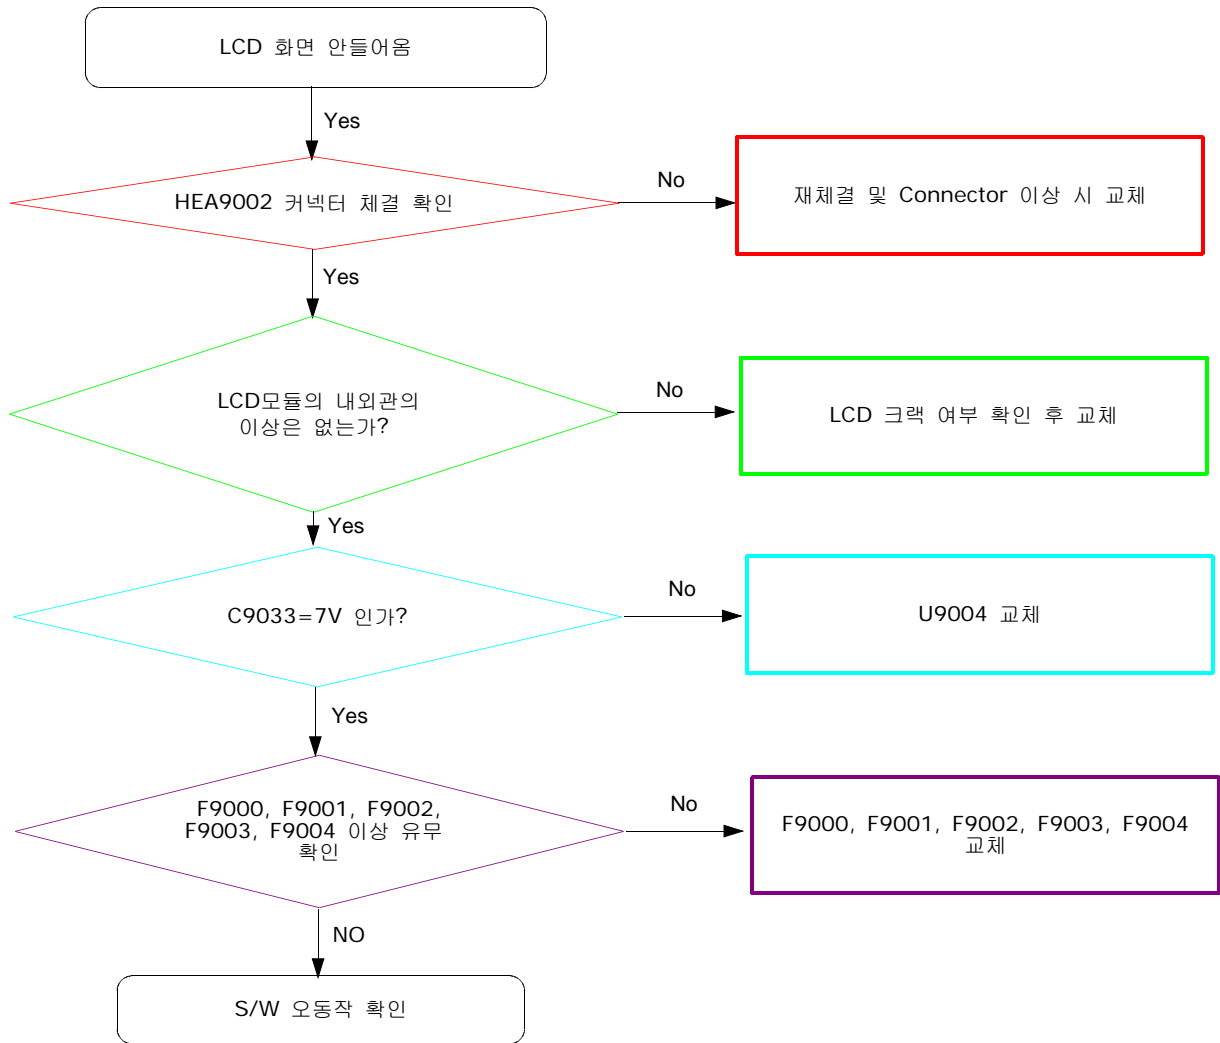 LCD 화면 안들어옴
Yes
HEA9002 커넥터 체결 확인
No
재체결 및 Connector 이상 시 교체
Yes
LCD모듈의 내외관의
이상은 없는가?
No
LCD 크랙 여부 확인 후 교체
Yes
C9033=7V 인가?
No
U9004 교체
Yes
F9000, F9001, F9002,
F9003, F9004 이상 유무
확인
No
F9000, F9001, F9002, F9003, F9004
교체
NO
S/W 오동작 확인